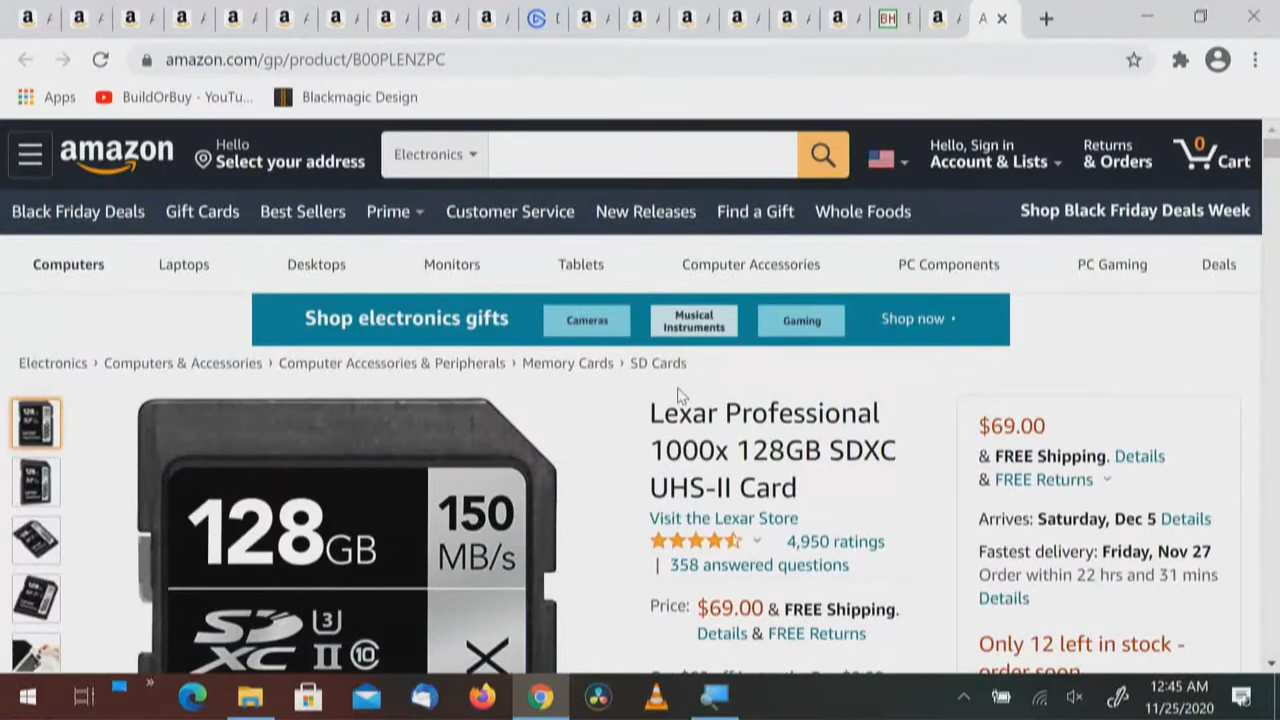 amazon.com/gp/product/B00PLENZPC
Apps
BuildOrBuy - YouTu...
Blackmagic Design
amazon
Hello
Select your address
Electronics
Hello, Sign in
Account & Lists
Returns
& Orders
0
Cart
Black Friday Deals Gift Cards Best Sellers Prime Customer Service New Releases Find a Gift Whole Foods
Shop Black Friday Deals Week
Computers Laptops Desktops Monitors Tablets Computer Accessories PC Components PC Gaming Deals
Shop electronics gifts
Cameras
Musical
Instruments
Gaming
Shop now
Electronics › Computers & Accessories › Computer Accessories & Peripherals › Memory Cards › SD Cards
128GB
150
MB/s
SD
XC
3
II
10
Lexar Professional
1000x 128GB SDXC
UHS-II Card
Visit the Lexar Store
4,950 ratings
| 358 answered questions
Price: $69.00 & FREE Shipping.
Details & FREE Returns
$69.00
& FREE Shipping. Details
& FREE Returns
Arrives: Saturday, Dec 5 Details
Fastest delivery: Friday, Nov 27
Order within 22 hrs and 31 mins
Details
Only 12 left in stock -
order soon
12:45 AM
11/25/2020